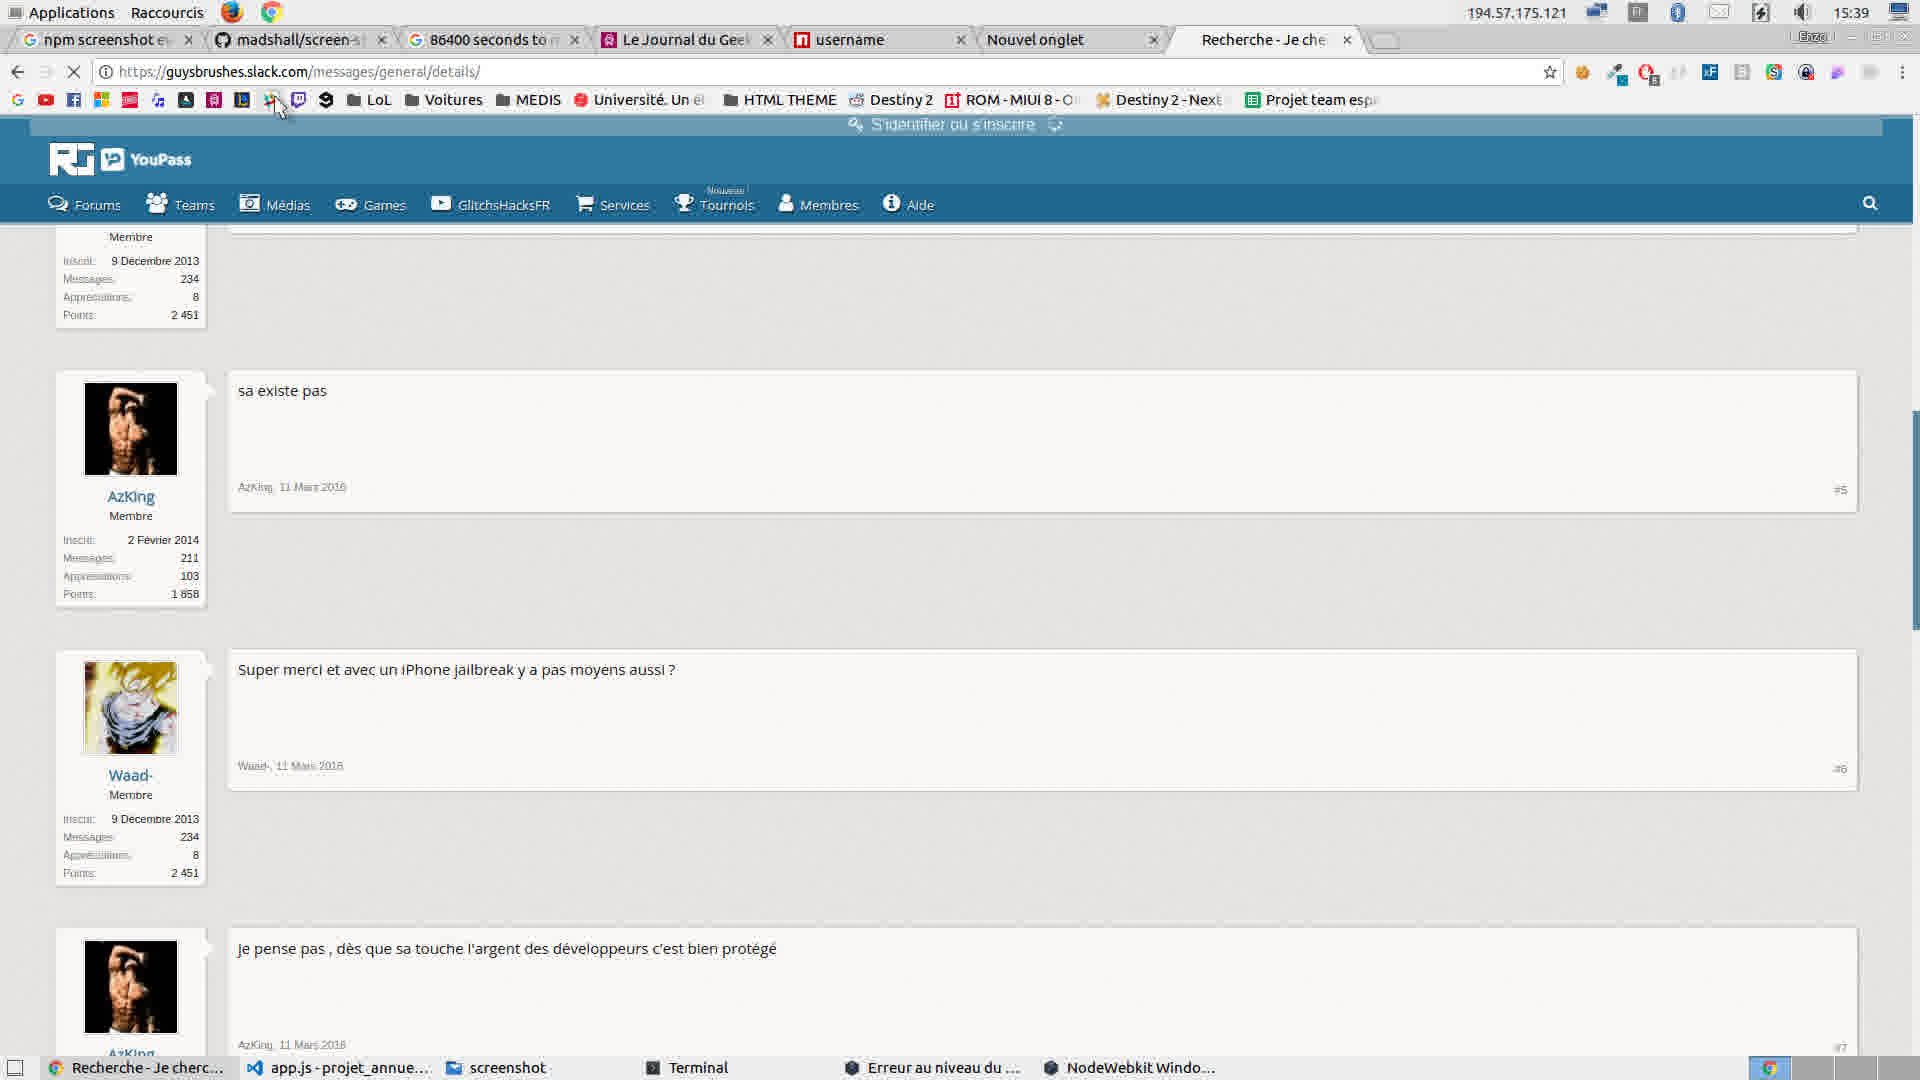 Applications Raccourcis 194.57.175.121 Fr 15:39
npm screenshot ev madshall/screen-s 86400 seconds to m Le Journal du Geek username Nouvel onglet Recherche - Je che Enzo
https://guysbrushes.slack.com/messages/general/details/
LoL Voitures MEDIS Université. Un él HTML THEME Destiny 2 ROM - MIUI 8 - O Destiny 2 - Next Projet team espo
S'identifier ou s'inscrire
YouPass
Nouveau !
Forums Teams Médias Games GlitchsHacksFR Services Tournois Membres Aide
Membre
Inscrit: 9 Décembre 2013
Messages: 234
Appréciations: 8
Points: 2 451
sa existe pas
AzKing, 11 Mars 2016 #5
AzKing
Membre
Inscrit: 2 Février 2014
Messages: 211
Appréciations: 103
Points: 1 858
Super merci et avec un iPhone jailbreak y a pas moyens aussi ?
Waad-, 11 Mars 2016 #6
Waad-
Membre
Inscrit: 9 Décembre 2013
Messages: 234
Appréciations: 8
Points: 2 451
Je pense pas , dès que sa touche l'argent des développeurs c'est bien protégé
AzKing, 11 Mars 2016 #7
AzKing
Recherche - Je cherc... app.js - projet_annue... screenshot Terminal Erreur au niveau du ... NodeWebkit Windo...